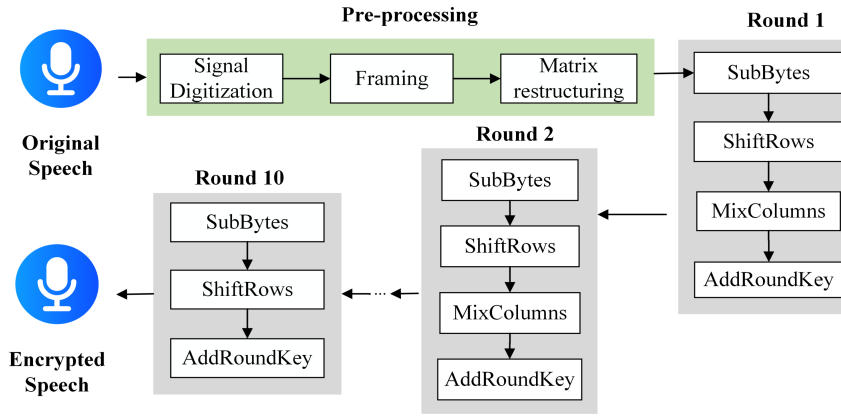 Pre-processing
Round 1
Signal
Digitization
Framing
Matrix
restructuring
SubBytes
ShiftRows
MixColumns
AddRoundKey
Original
Speech
Round 2
SubBytes
ShiftRows
MixColumns
AddRoundKey
...
Round 10
SubBytes
ShiftRows
AddRoundKey
Encrypted
Speech